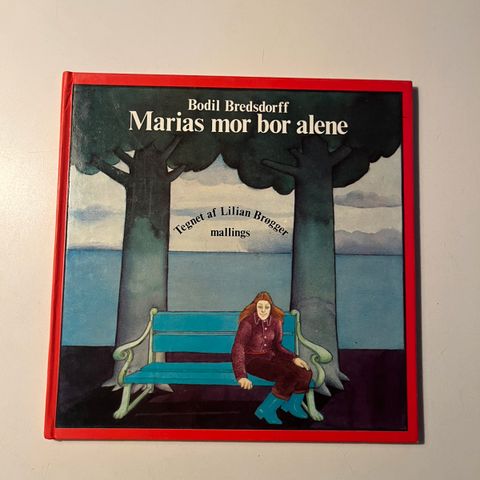 Bodil Bredsdorff
Marias mor bor alene
Tegnet af Lilian Brøgger
mallings